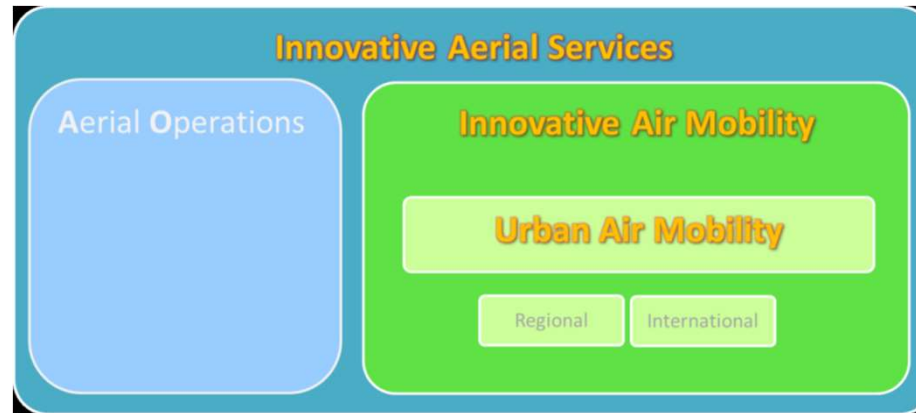 Innovative Aerial Services
Aerial Operations
Innovative Air Mobility
Urban Air Mobility
Regional
International